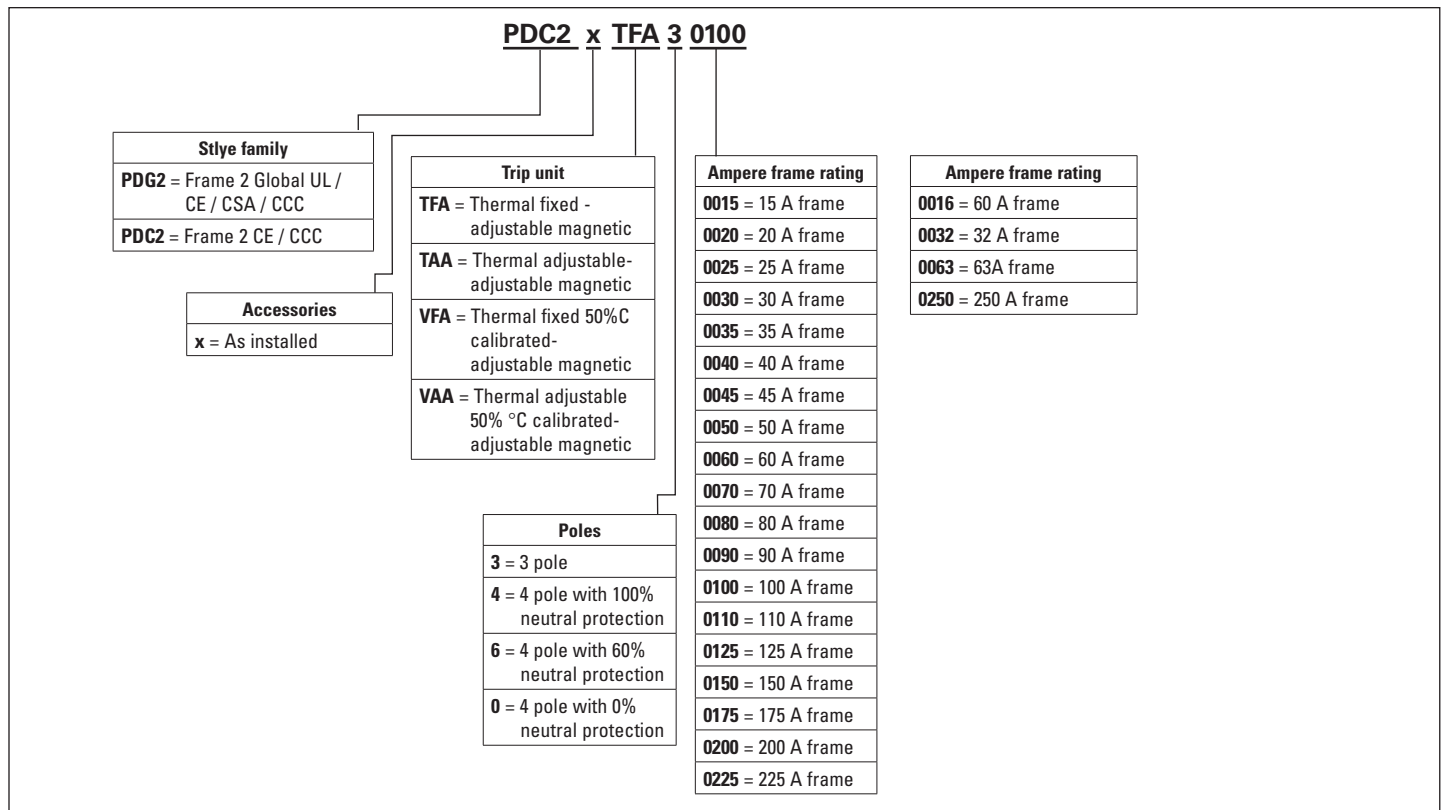 PDC2 x TFA 3 0100
Stlye family
PDG2 = Frame 2 Global UL /
CE / CSA / CCC
PDC2 = Frame 2 CE / CCC
Accessories
x = As installed
Trip unit
TFA = Thermal fixed -
adjustable magnetic
TAA = Thermal adjustable-
adjustable magnetic
VFA = Thermal fixed 50%C
calibrated-
adjustable magnetic
VAA = Thermal adjustable
50% °C calibrated-
adjustable magnetic
Poles
3 = 3 pole
4 = 4 pole with 100%
neutral protection
6 = 4 pole with 60%
neutral protection
0 = 4 pole with 0%
neutral protection
Ampere frame rating
0015 = 15 A frame
0020 = 20 A frame
0025 = 25 A frame
0030 = 30 A frame
0035 = 35 A frame
0040 = 40 A frame
0045 = 45 A frame
0050 = 50 A frame
0060 = 60 A frame
0070 = 70 A frame
0080 = 80 A frame
0090 = 90 A frame
0100 = 100 A frame
0110 = 110 A frame
0125 = 125 A frame
0150 = 150 A frame
0175 = 175 A frame
0200 = 200 A frame
0225 = 225 A frame
Ampere frame rating
0016 = 60 A frame
0032 = 32 A frame
0063 = 63A frame
0250 = 250 A frame